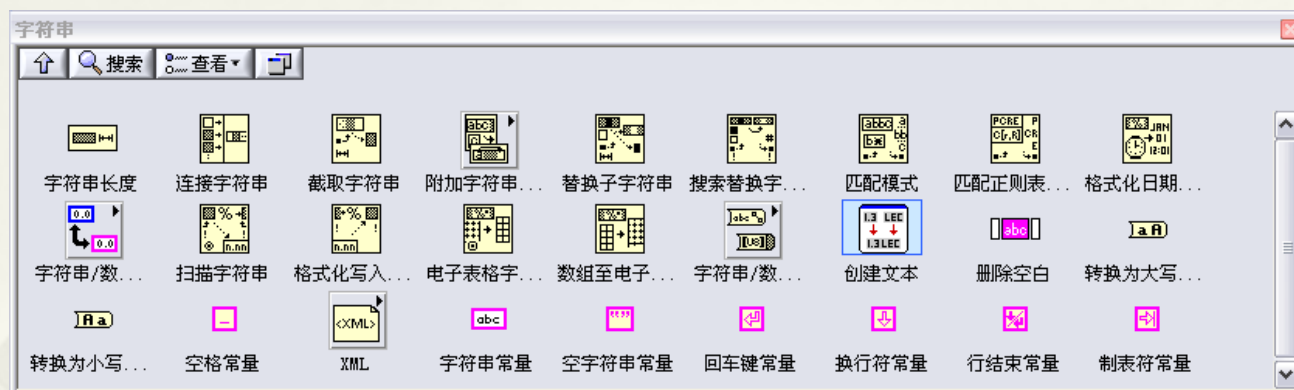 字符串
搜索 查看
字符串长度 连接字符串 截取字符串 附加字符串... 替换子字符串 搜索替换字... 匹配模式 匹配正则表... 格式化日期...
字符串/数... 扫描字符串 格式化写入... 电子表格字... 数组至电子... 字符串/数... 创建文本 删除空白 转换为大写...
转换为小写... 空格常量 XML 字符串常量 空字符串常量 回车键常量 换行符常量 行结束常量 制表符常量